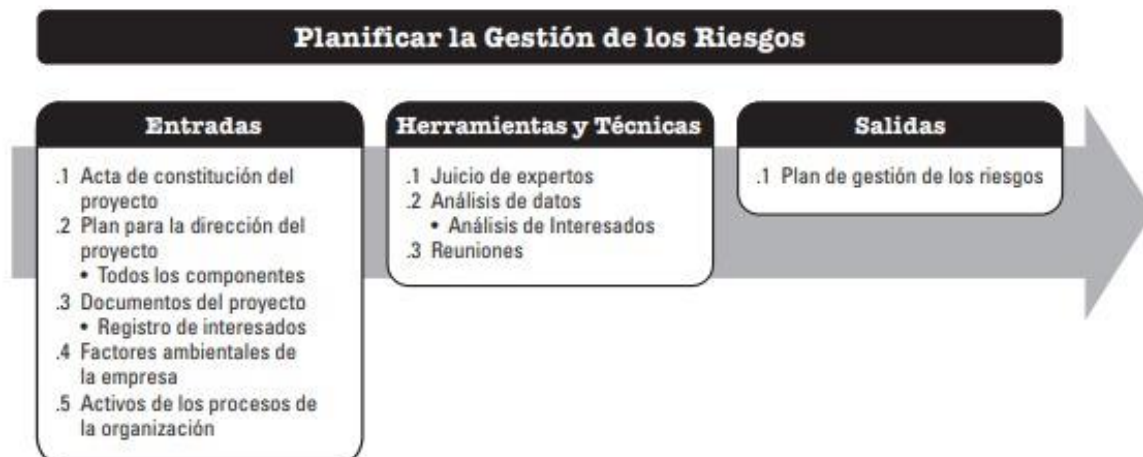 Planificar la Gestión de los Riesgos
Entradas
.1 Acta de constitución del
proyecto
.2 Plan para la dirección del
proyecto
• Todos los componentes
.3 Documentos del proyecto
• Registro de interesados
.4 Factores ambientales de
la empresa
.5 Activos de los procesos de
la organización
Herramientas y Técnicas
.1 Juicio de expertos
.2 Análisis de datos
• Análisis de Interesados
.3 Reuniones
Salidas
.1 Plan de gestión de los riesgos